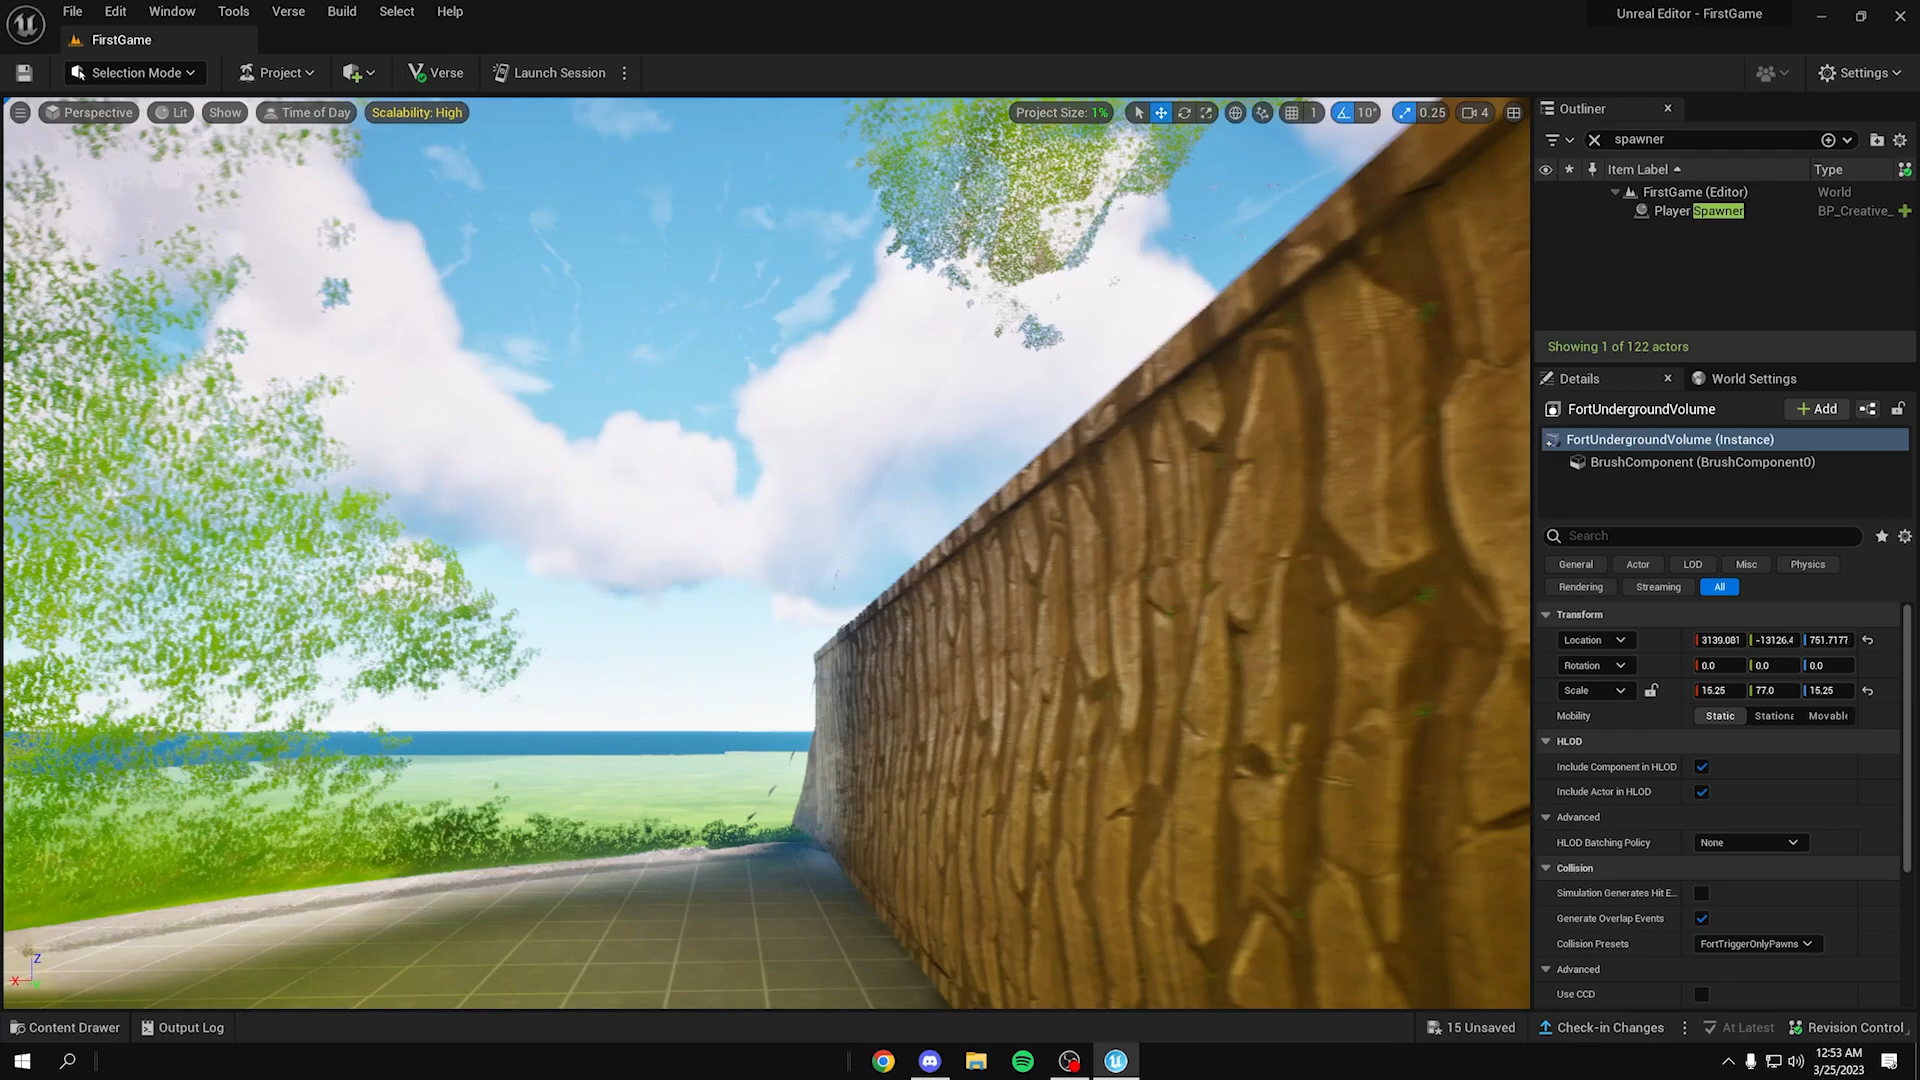 File Edit Window Tools Verse Build Select Help
Unreal Editor - FirstGame
FirstGame
Selection Mode
Project
Verse
Launch Session
Settings
Perspective
Lit
Show
Time of Day
Scalability: High
Project Size: 1%
1
10°
0.25
4
Outliner
spawner
Item Label
Type
FirstGame (Editor)
World
Player Spawner
BP_Creative_
Showing 1 of 122 actors
Details
World Settings
FortUndergroundVolume
Add
FortUndergroundVolume (Instance)
BrushComponent (BrushComponent0)
Search
General Actor LOD Misc Physics
Rendering Streaming All
Transform
Location 3139.081 -13126.4 751.7177
Rotation 0.0 0.0 0.0
Scale 15.25 77.0 15.25
Mobility Static Stationa Movable
HLOD
Include Component in HLOD
Include Actor in HLOD
Advanced
HLOD Batching Policy None
Collision
Simulation Generates Hit E...
Generate Overlap Events
Collision Presets FortTriggerOnlyPawns
Advanced
Use CCD
Z
X
Content Drawer
Output Log
15 Unsaved
Check-in Changes
At Latest
Revision Control
12:53 AM
3/25/2023